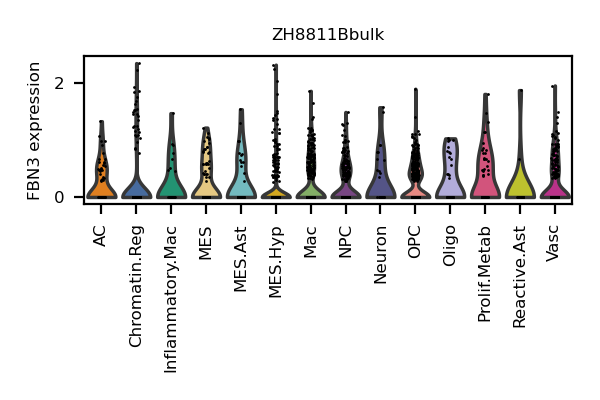 ZH8811Bbulk
FBN3 expression
2
0
AC
Chromatin.Reg
Inflammatory.Mac
MES
MES.Ast
MES.Hyp
Mac
NPC
Neuron
OPC
Oligo
Prolif.Metab
Reactive.Ast
Vasc